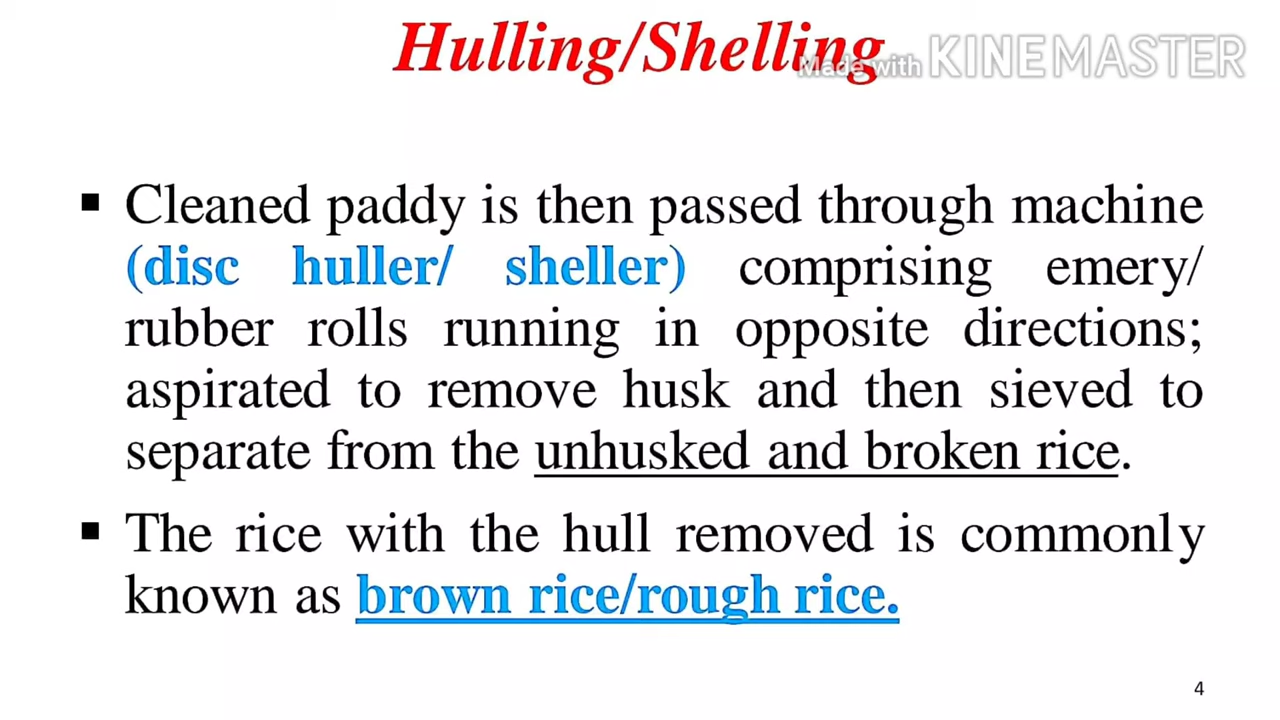 Hulling/Shelling
Made with KINEMASTER
▪ Cleaned paddy is then passed through machine
(disc huller/ sheller) comprising emery/
rubber rolls running in opposite directions;
aspirated to remove husk and then sieved to
separate from the unhusked and broken rice.
▪ The rice with the hull removed is commonly
known as brown rice/rough rice.
4